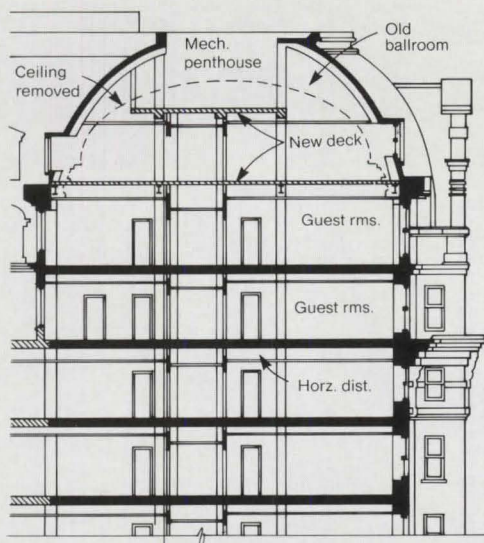 Mech.
penthouse
Old
ballroom
Ceiling
removed
New deck
Guest rms.
Guest rms.
Horz. dist.